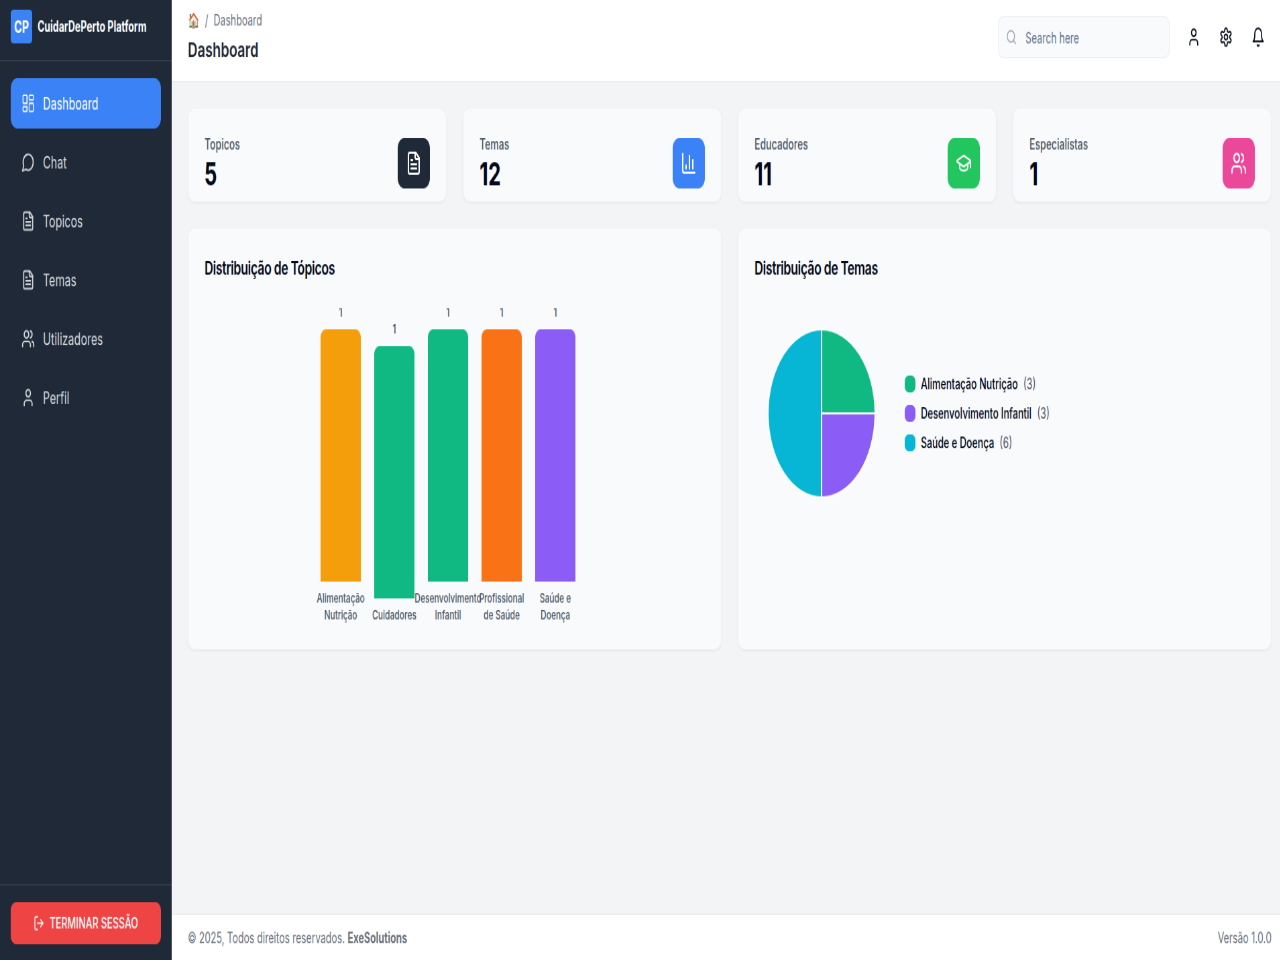 CP CuidarDePerto Platform
Dashboard
Chat
Topicos
Temas
Utilizadores
Perfil
TERMINAR SESSÃO
/ Dashboard
Dashboard
Search here
Topicos
5
Temas
12
Educadores
11
Especialistas
1
Distribuição de Tópicos
1
1
1
1
1
Alimentação
Nutrição
Cuidadores
Desenvolvimento
Infantil
Profissional
de Saúde
Saúde e
Doença
Distribuição de Temas
Alimentação Nutrição (3)
Desenvolvimento Infantil (3)
Saúde e Doença (6)
© 2025, Todos direitos reservados. ExeSolutions
Versão 1.0.0